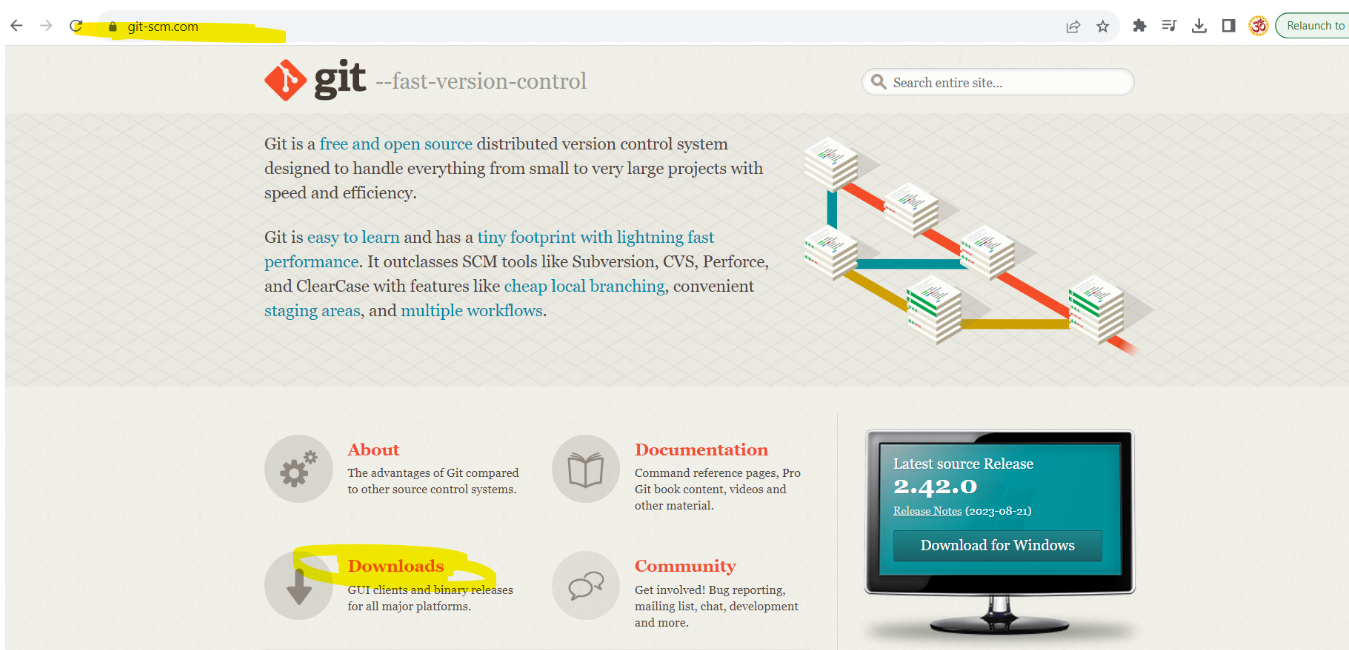 git-scm.com
Relaunch to
git --fast-version-control
Search entire site...
Git is a free and open source distributed version control system
designed to handle everything from small to very large projects with
speed and efficiency.
Git is easy to learn and has a tiny footprint with lightning fast
performance. It outclasses SCM tools like Subversion, CVS, Perforce,
and ClearCase with features like cheap local branching, convenient
staging areas, and multiple workflows.
About
The advantages of Git compared
to other source control systems.
Documentation
Command reference pages, Pro
Git book content, videos and
other material.
Downloads
GUI clients and binary releases
for all major platforms.
Community
Get involved! Bug reporting,
mailing list, chat, development
and more.
Latest source Release
2.42.0
Release Notes (2023-08-21)
Download for Windows